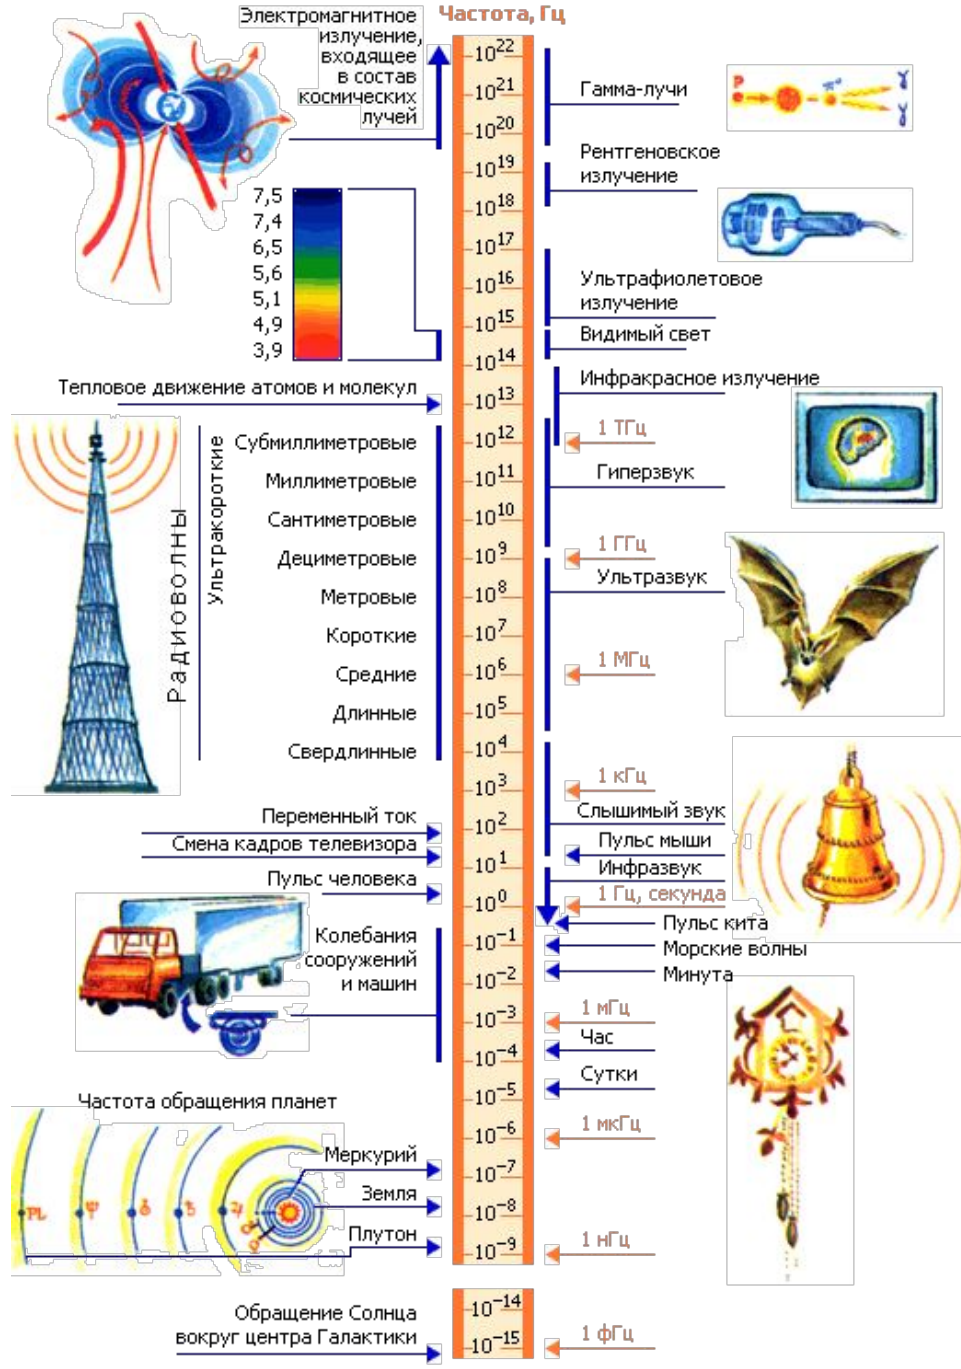 Электромагнитное
излучение,
входящее
в состав
космических
лучей
Частота, Гц
10²²
10²¹
10²⁰
10¹⁹
10¹⁸
10¹⁷
10¹⁶
10¹⁵
10¹⁴
10¹³
10¹²
10¹¹
10¹⁰
10⁹
10⁸
10⁷
10⁶
10⁵
10⁴
10³
10²
10¹
10⁰
10⁻¹
10⁻²
10⁻³
10⁻⁴
10⁻⁵
10⁻⁶
10⁻⁷
10⁻⁸
10⁻⁹
10⁻¹⁴
10⁻¹⁵
7,5
7,4
6,5
5,6
5,1
4,9
3,9
Тепловое движение атомов и молекул
Радиоволны
Ультракороткие
Субмиллиметровые
Миллиметровые
Сантиметровые
Дециметровые
Метровые
Короткие
Средние
Длинные
Свердлинные
Переменный ток
Смена кадров телевизора
Пульс человека
Колебания
сооружений
и машин
Частота обращения планет
Меркурий
Земля
Плутон
PL
Обращение Солнца
вокруг центра Галактики
Гамма-лучи
P
π°
α
α
Рентгеновское
излучение
Ультрафиолетовое
излучение
Видимый свет
Инфракрасное излучение
1 ТГц
Гиперзвук
1 ГГц
Ультразвук
1 МГц
1 кГц
Слышимый звук
Пульс мыши
Инфразвук
1 Гц, секунда
Пульс кита
Морские волны
Минута
1 мГц
Час
Сутки
1 мкГц
1 нГц
1 фГц